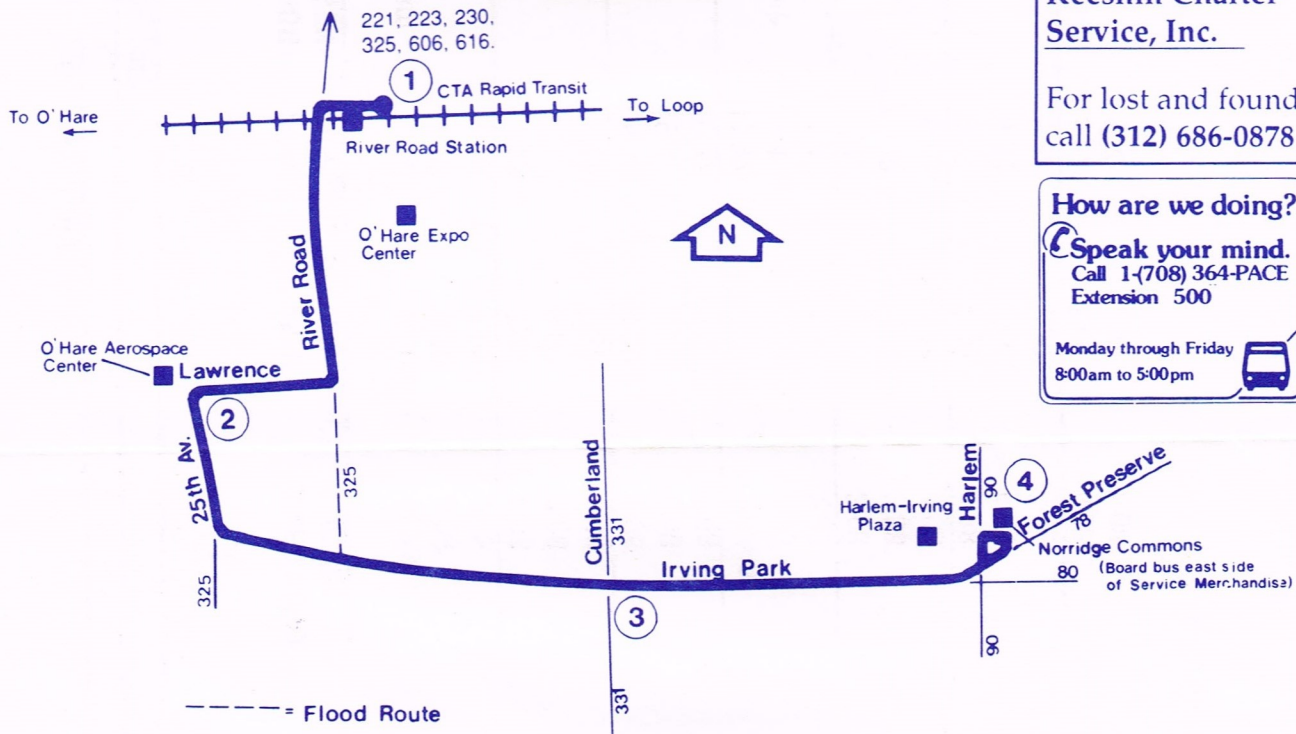 221, 223, 230,
325, 606, 616.
1
CTA Rapid Transit
To O'Hare
To Loop
River Road Station
O'Hare Expo
Center
N
River Road
O'Hare Aerospace
Center
Lawrence
2
25th Av.
325
325
Cumberland
331
331
3
Irving Park
Harlem-Irving
Plaza
Harlem
90
4
Forest Preserve
78
Norridge Commons
(Board bus east side
of Service Merchandise)
80
90
---- = Flood Route
Service, Inc.
For lost and found
call (312) 686-0878
How are we doing?
Speak your mind.
Call 1-(708) 364-PACE
Extension 500
Monday through Friday
8:00am to 5:00pm